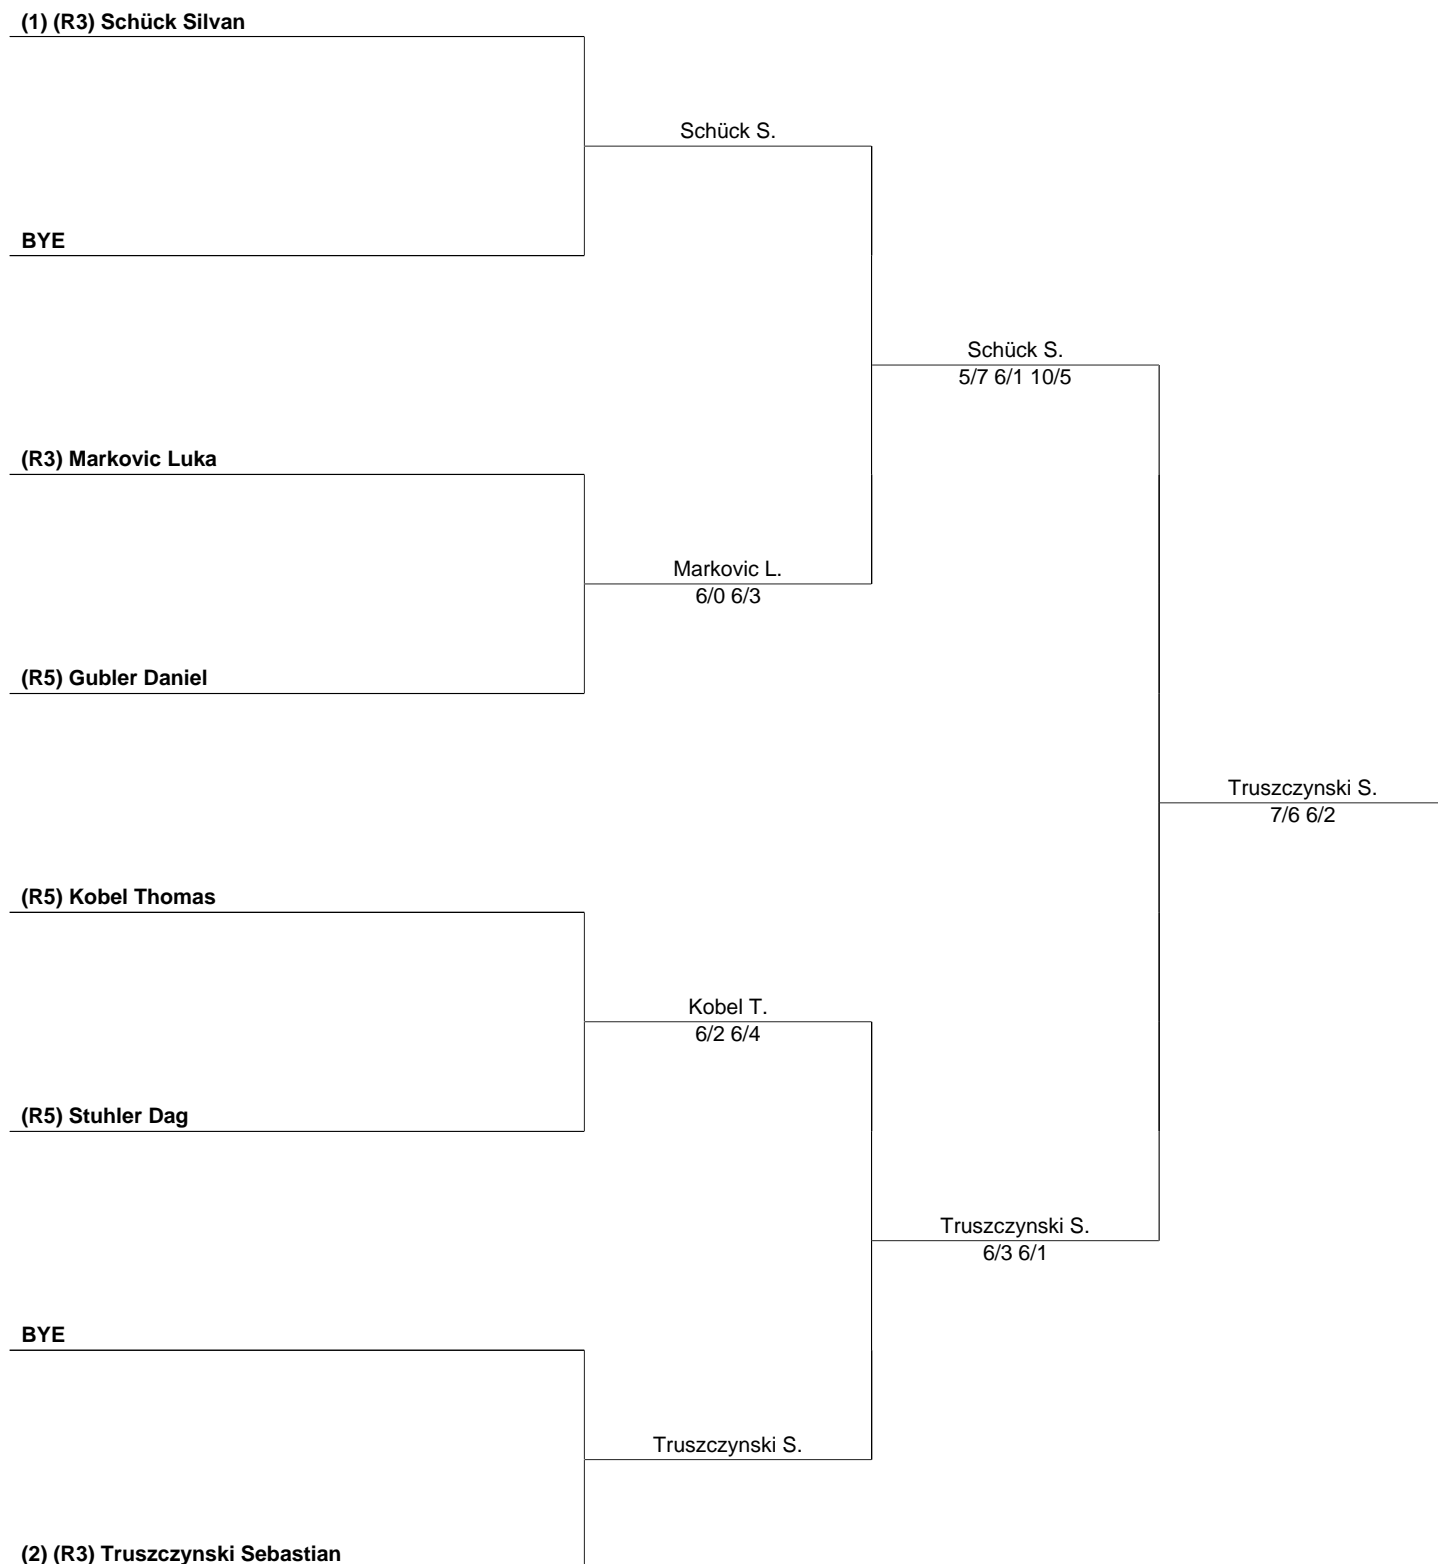 (1) (R3) Schück Silvan
Schück S.
BYE
Schück S.
5/7 6/1 10/5
(R3) Markovic Luka
Markovic L.
6/0 6/3
(R5) Gubler Daniel
Truszczynski S.
7/6 6/2
(R5) Kobel Thomas
Kobel T.
6/2 6/4
(R5) Stuhler Dag
Truszczynski S.
6/3 6/1
BYE
Truszczynski S.
(2) (R3) Truszczynski Sebastian